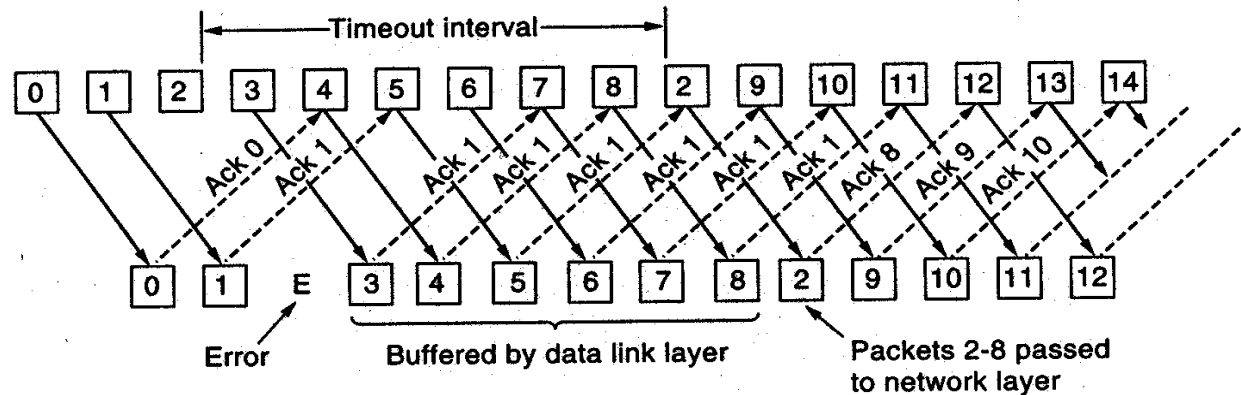 Timeout interval
0 1 2 3 4 5 6 7 8 2 9 10 11 12 13 14
Ack 0 Ack 1 Ack 1 Ack 1 Ack 1 Ack 1 Ack 1 Ack 1 Ack 8 Ack 9 Ack 10
0 1 E 3 4 5 6 7 8 2 9 10 11 12
Error Buffered by data link layer Packets 2-8 passed
to network layer